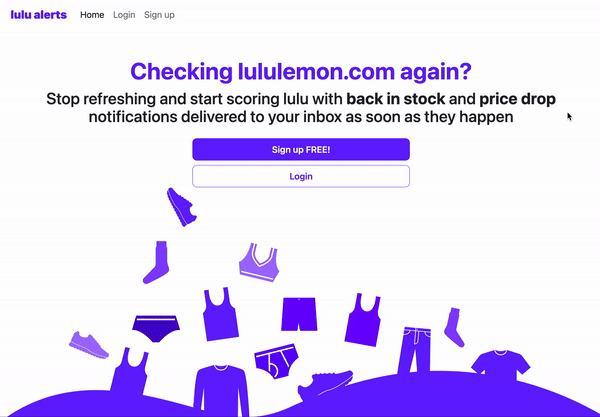 lulu alerts Home Login Sign up
Checking lululemon.com again?
Stop refreshing and start scoring lulu with back in stock and price drop
notifications delivered to your inbox as soon as they happen
Sign up FREE!
Login